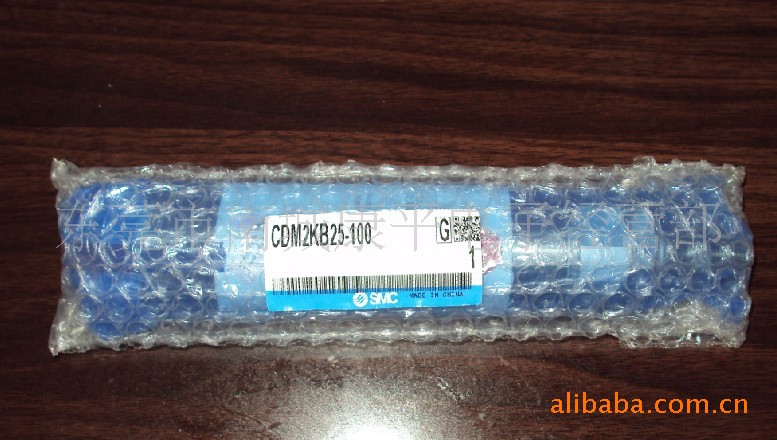 CDM2KB25-100
G
1
SMC
MADE IN CHINA
alibaba.com.cn